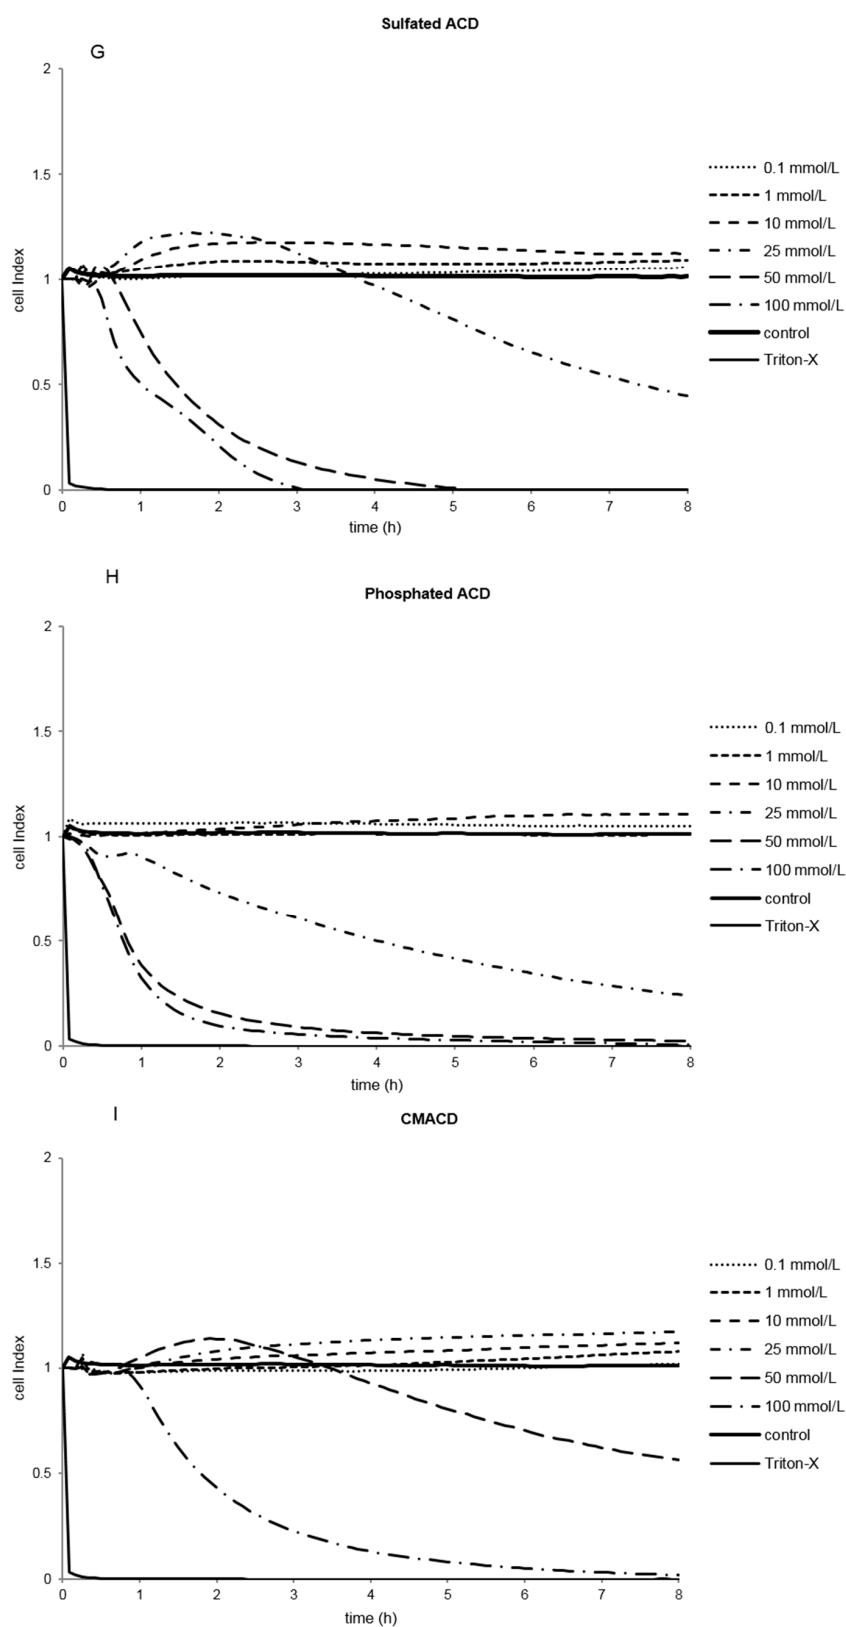 Sulfated ACD
G
2
1.5
1
0.5
0
cell Index
0 1 2 3 4 5 6 7 8
time (h)
0.1 mmol/L
1 mmol/L
10 mmol/L
25 mmol/L
50 mmol/L
100 mmol/L
control
Triton-X
H
Phosphated ACD
2
1.5
1
0.5
0
cell Index
0 1 2 3 4 5 6 7 8
time (h)
0.1 mmol/L
1 mmol/L
10 mmol/L
25 mmol/L
50 mmol/L
100 mmol/L
control
Triton-X
I
CMACD
2
1.5
1
0.5
0
cell Index
0 1 2 3 4 5 6 7 8
time (h)
0.1 mmol/L
1 mmol/L
10 mmol/L
25 mmol/L
50 mmol/L
100 mmol/L
control
Triton-X